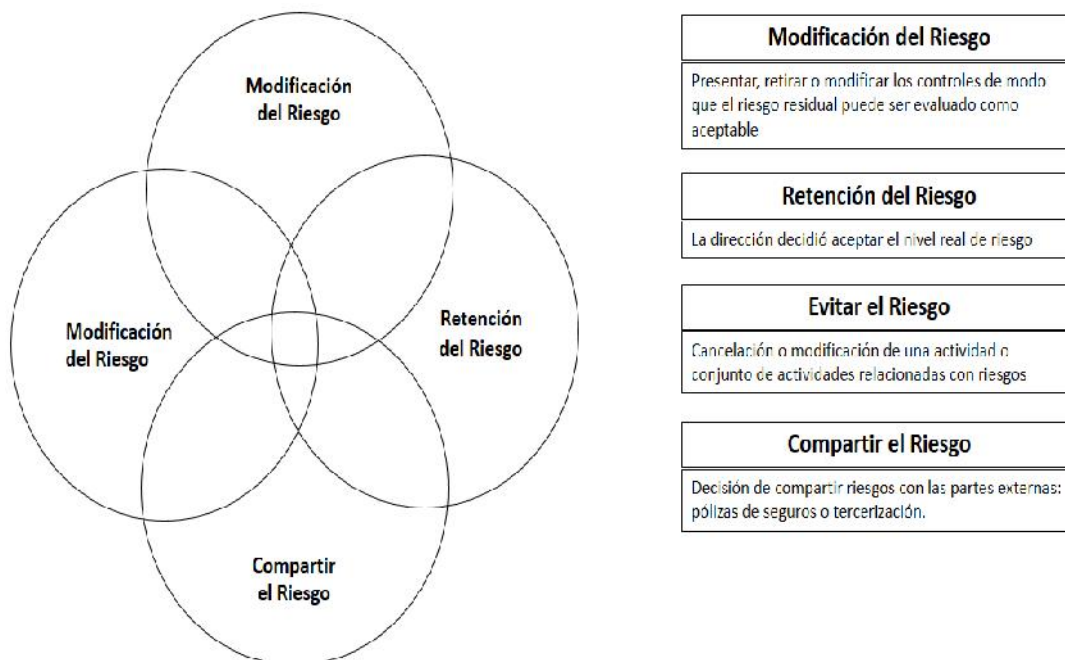 Modificación
del Riesgo
Modificación
del Riesgo
Retención
del Riesgo
Compartir
el Riesgo
Modificación del Riesgo
Presentar, retirar o modificar los controles de modo
que el riesgo residual puede ser evaluado como
aceptable
Retención del Riesgo
La dirección decidió aceptar el nivel real de riesgo
Evitar el Riesgo
Cancelación o modificación de una actividad o
conjunto de actividades relacionadas con riesgos
Compartir el Riesgo
Decisión de compartir riesgos con las partes externas:
pólizas de seguros o tercerización.